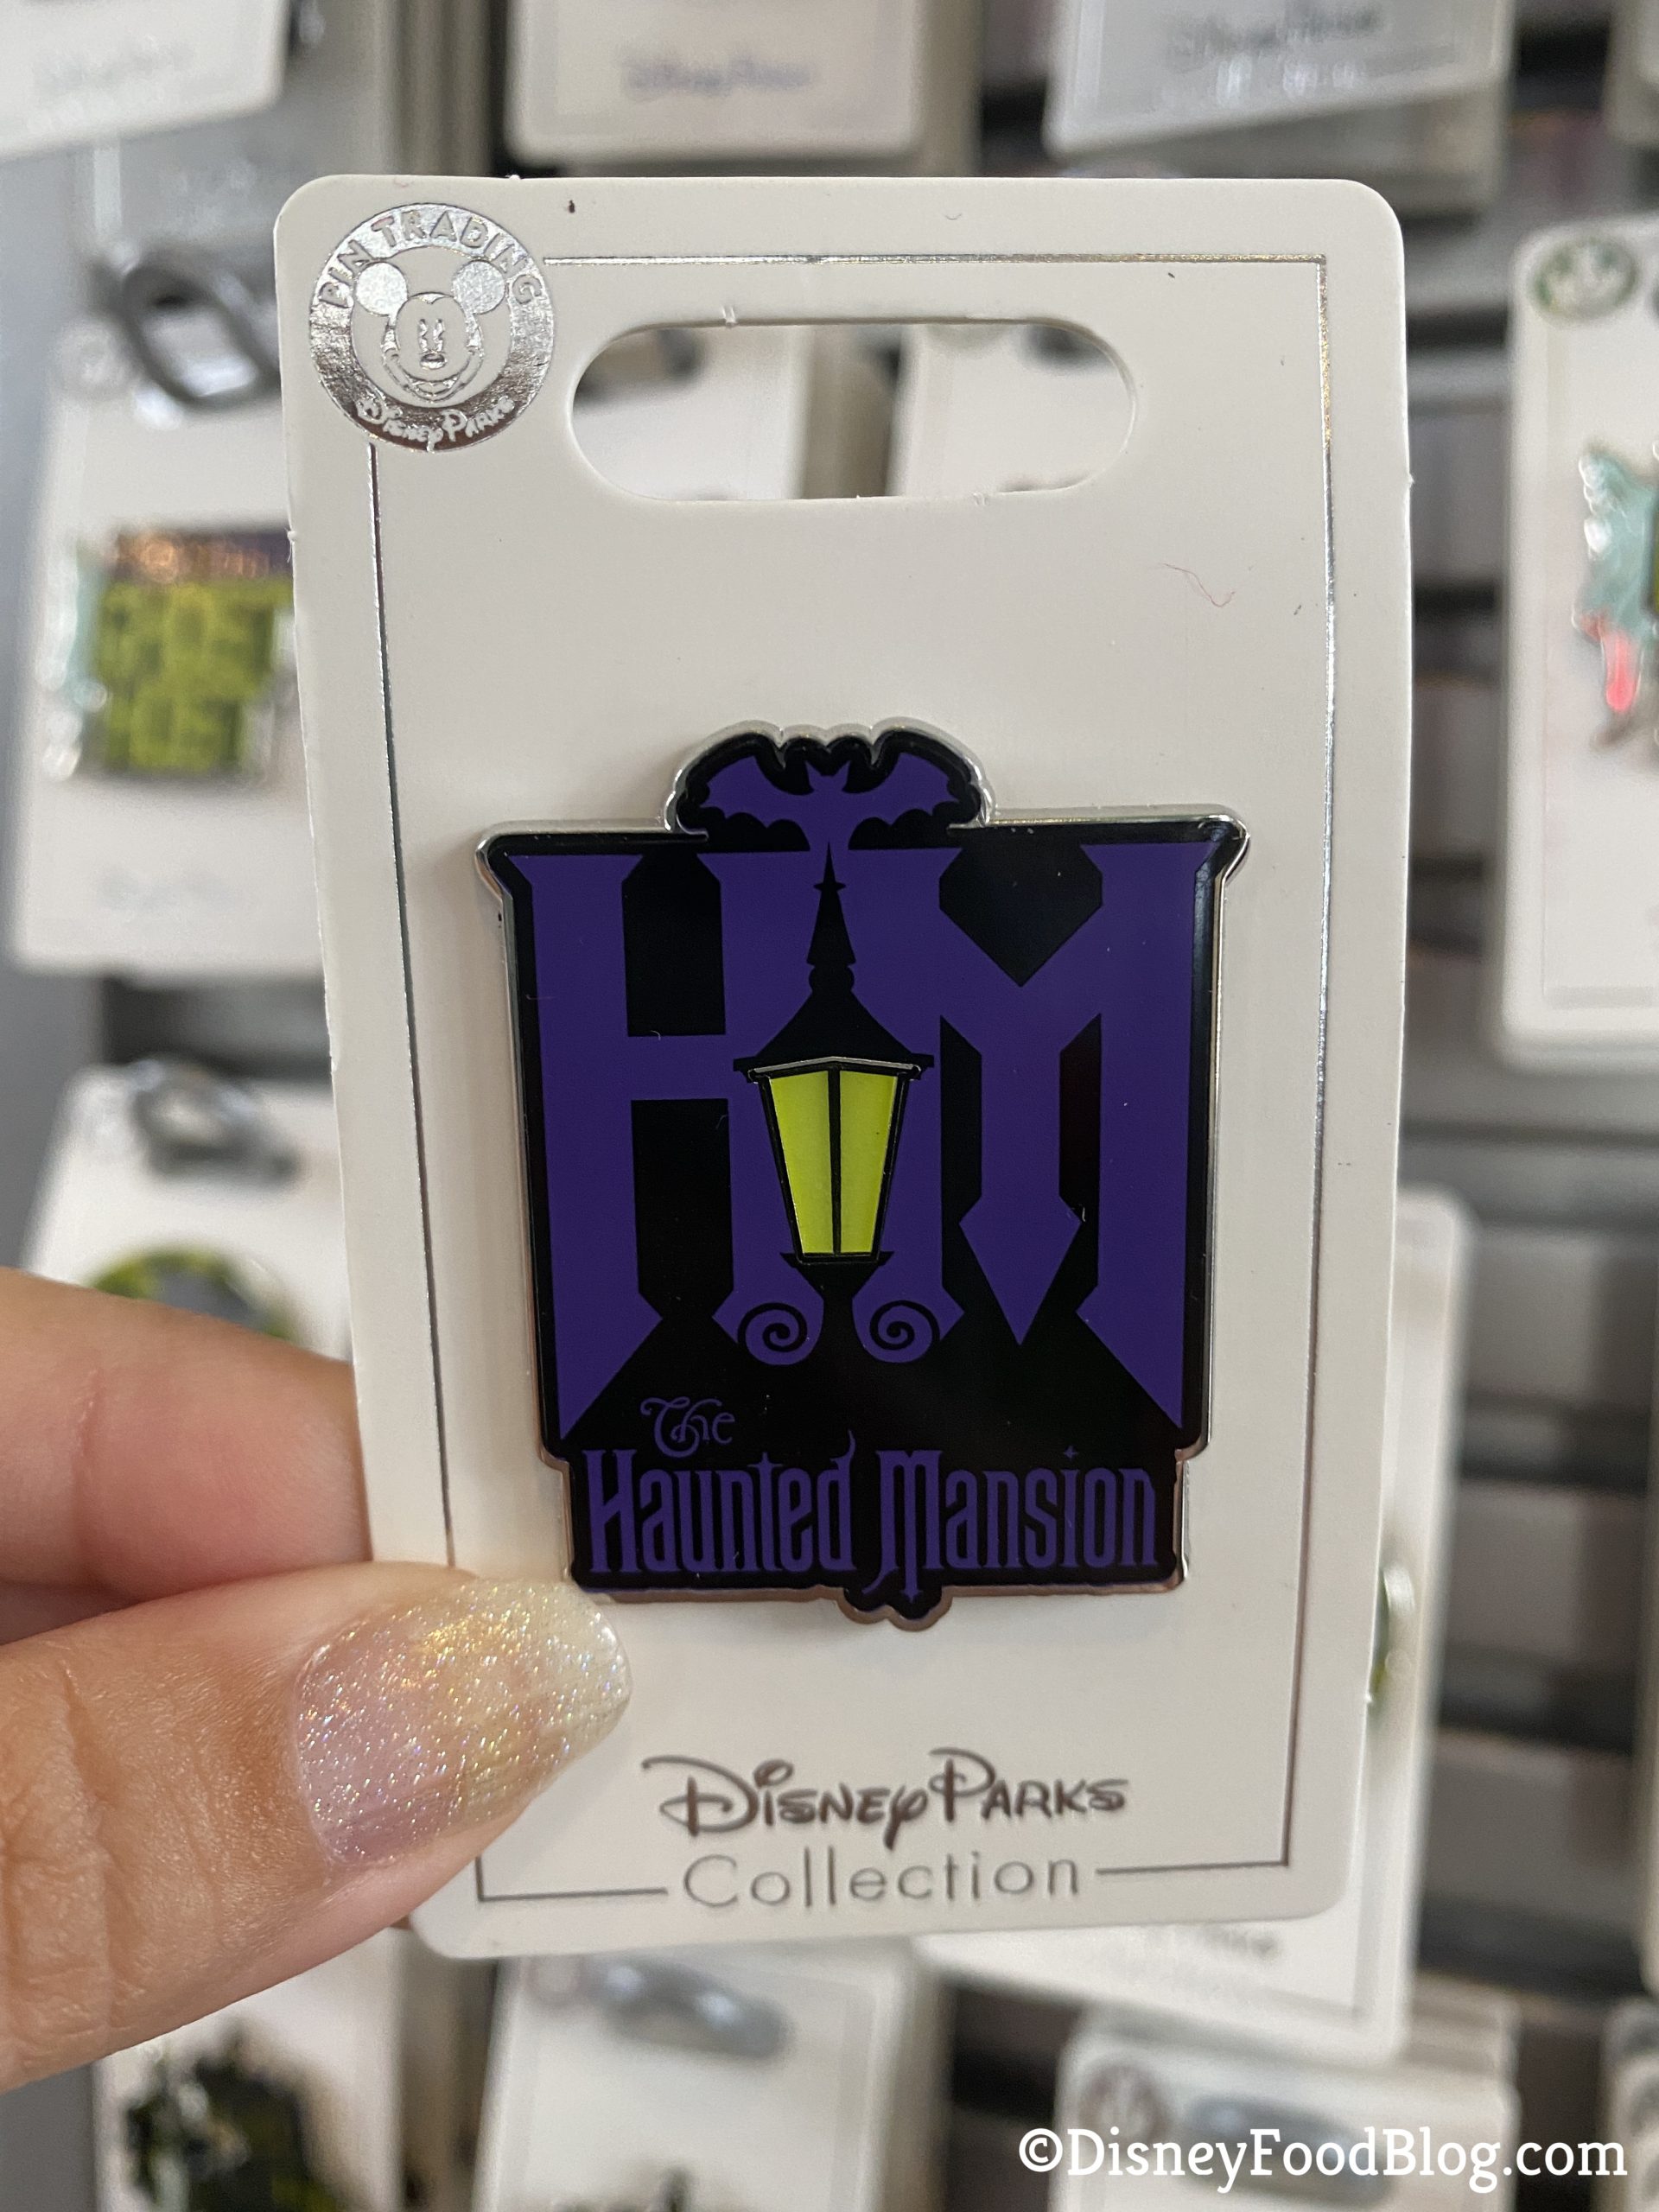 PIN TRADING
Disney Parks
HM
The
Haunted Mansion
Disney Parks
Collection
©DisneyFoodBlog.com